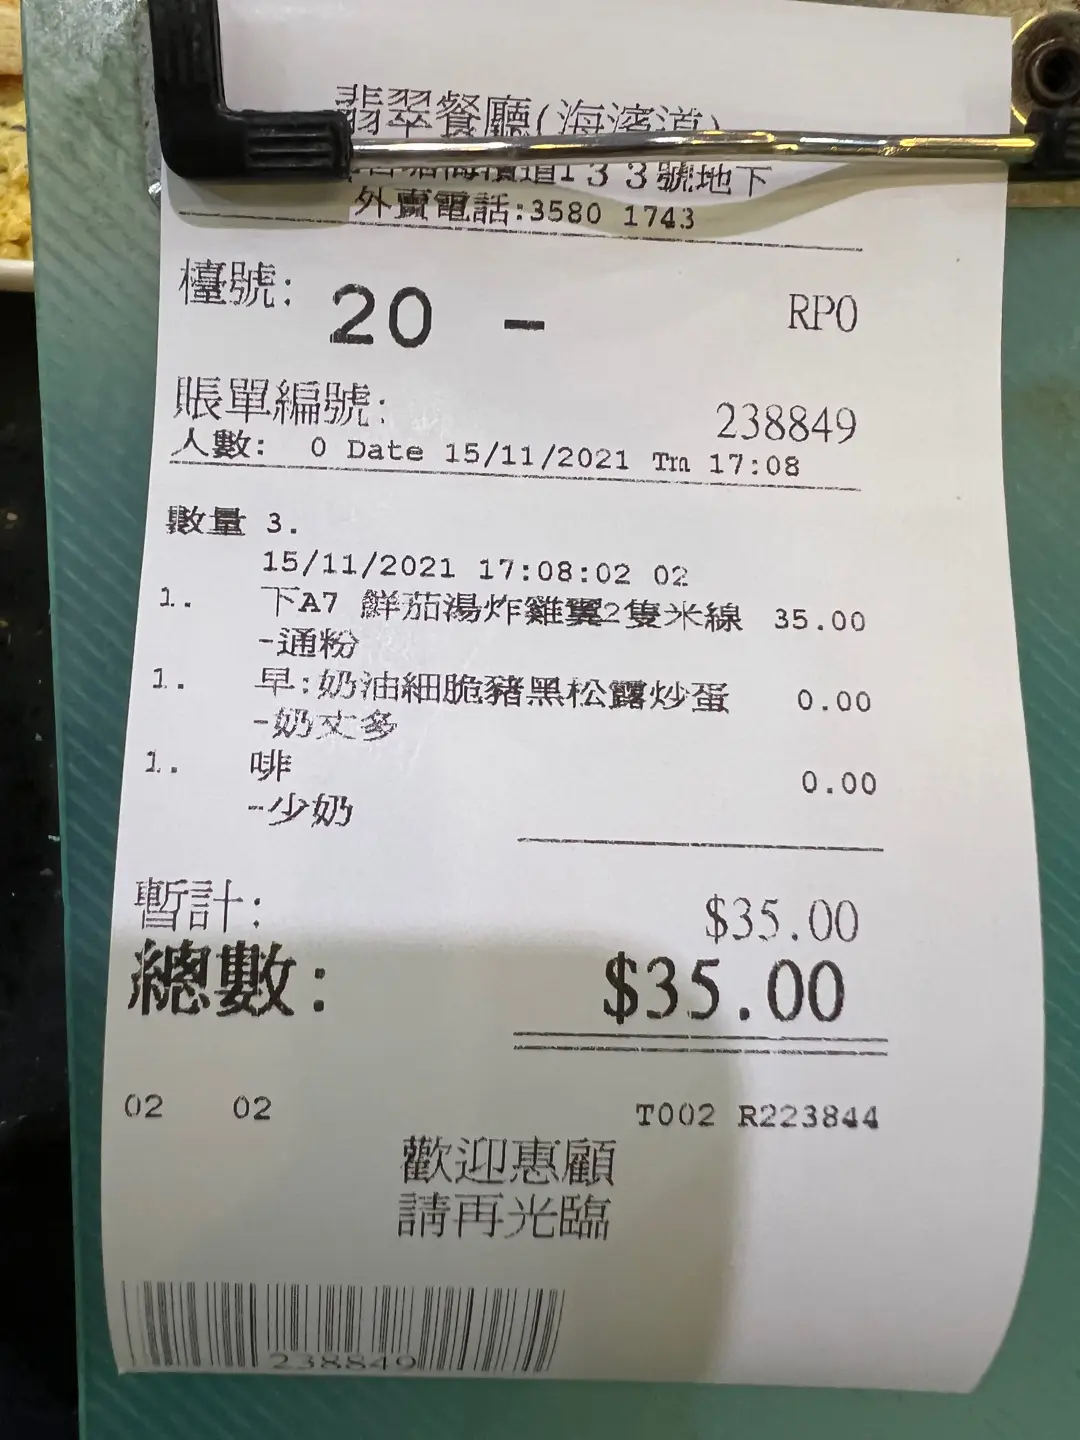 翡翠餐廳(海濱道)
海濱道133號地下
外賣電話:3580 1743
檯號: 20 - RP0
賬單編號: 238849
人數: 0 Date 15/11/2021 Tm 17:08
數量 3.
15/11/2021 17:08:02 02
1. 下A7 鮮茄湯炸雞翼2隻米線 35.00
-通粉
1. 早:奶油細脆豬黑松露炒蛋 0.00
-奶丈多
1. 啡 0.00
-少奶
暫計: $35.00
總數: $35.00
02 02 T002 R223844
歡迎惠顧
請再光臨
238849